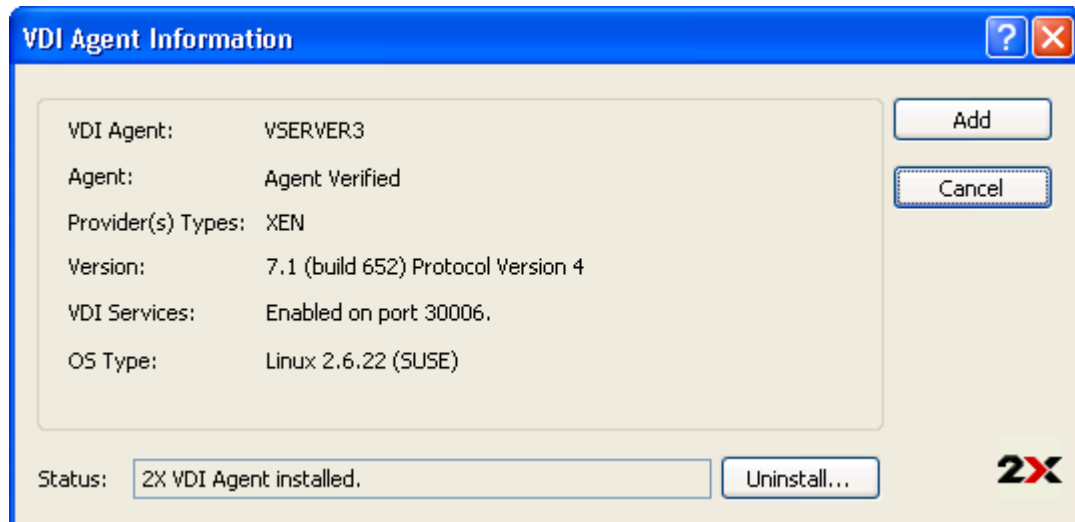 VDI Agent Information
VDI Agent: VSERVER3
Agent: Agent Verified
Provider(s) Types: XEN
Version: 7.1 (build 652) Protocol Version 4
VDI Services: Enabled on port 30006.
OS Type: Linux 2.6.22 (SUSE)
Add
Cancel
Status: 2X VDI Agent installed. Uninstall...
2X